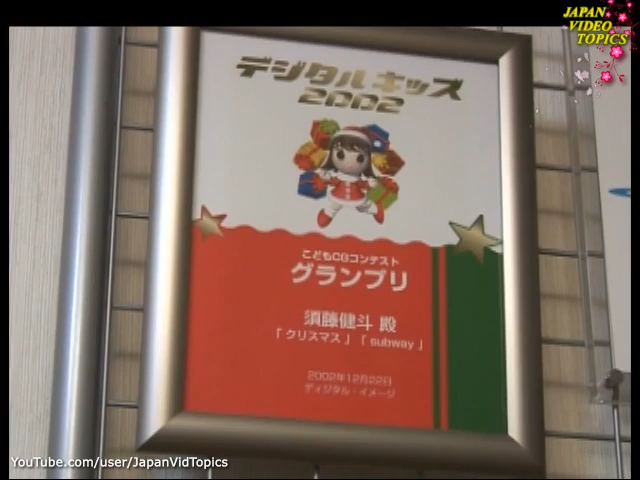 JAPAN
VIDEO
TOPICS
デジタルキッズ
2002
こどもCGコンテスト
グランプリ
須藤健斗 殿
「 クリスマス 」「 subway 」
2002年12月22日
ディジタル・イメージ
YouTube.com/user/JapanVidTopics